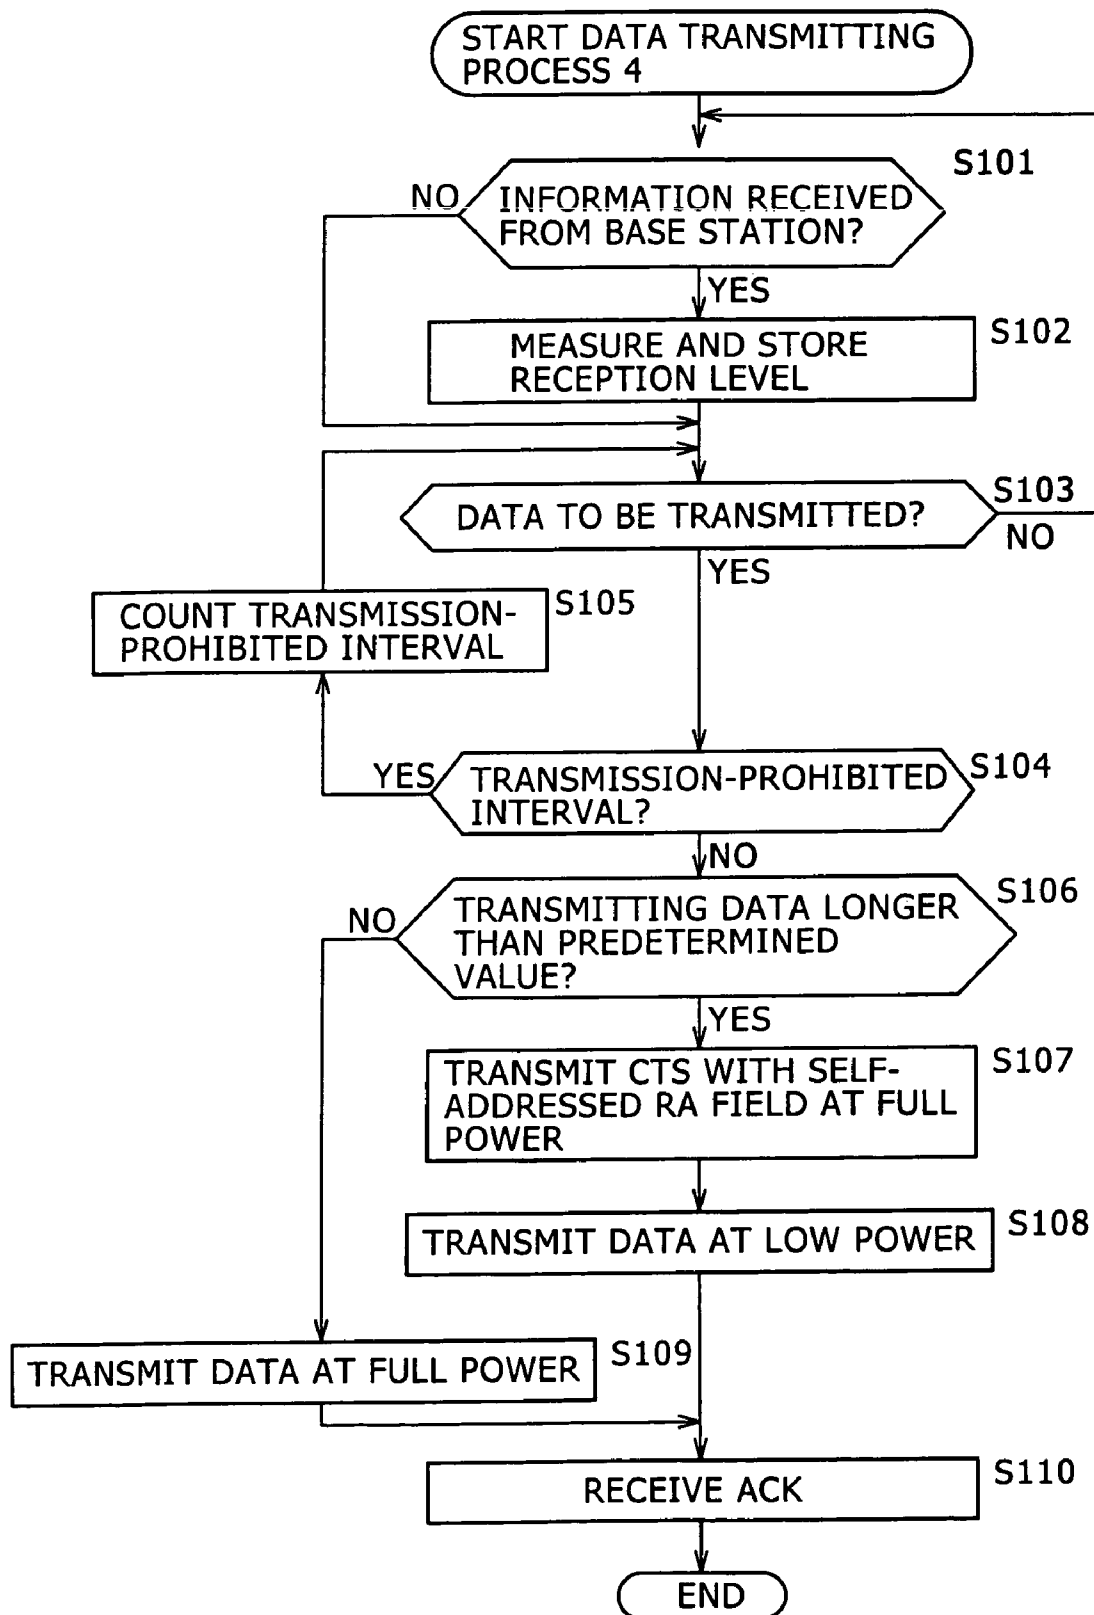 START DATA TRANSMITTING
PROCESS 4
S101
NO
INFORMATION RECEIVED
FROM BASE STATION?
YES
S102
MEASURE AND STORE
RECEPTION LEVEL
S103
DATA TO BE TRANSMITTED?
NO
YES
S105
COUNT TRANSMISSION-
PROHIBITED INTERVAL
S104
YES
TRANSMISSION-PROHIBITED
INTERVAL?
NO
S106
NO
TRANSMITTING DATA LONGER
THAN PREDETERMINED
VALUE?
YES
S107
TRANSMIT CTS WITH SELF-
ADDRESSED RA FIELD AT FULL
POWER
S108
TRANSMIT DATA AT LOW POWER
S109
TRANSMIT DATA AT FULL POWER
S110
RECEIVE ACK
END